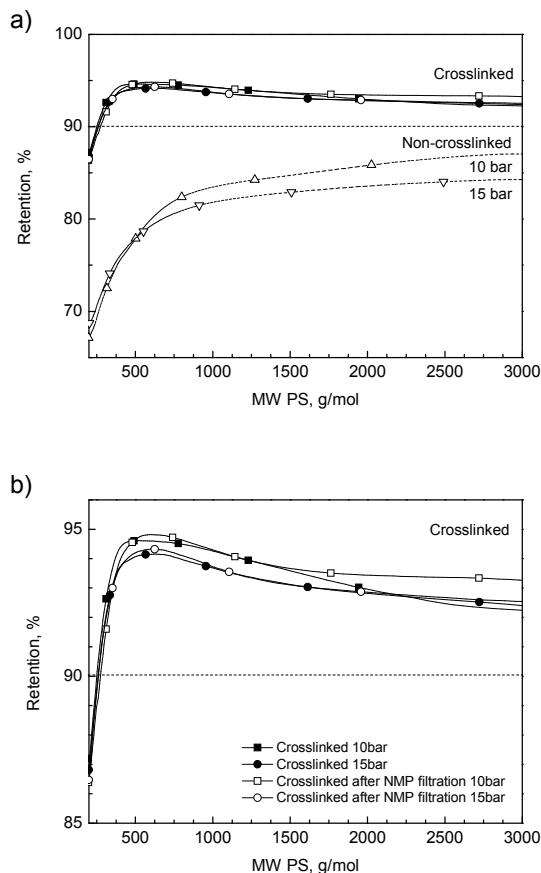 a)
100
90
80
70
Retention, %
Crosslinked
Non-crosslinked
10 bar
15 bar
500 1000 1500 2000 2500 3000
MW PS, g/mol
b)
95
90
85
Retention, %
Crosslinked
Crosslinked 10bar
Crosslinked 15bar
Crosslinked after NMP filtration 10bar
Crosslinked after NMP filtration 15bar
500 1000 1500 2000 2500 3000
MW PS, g/mol